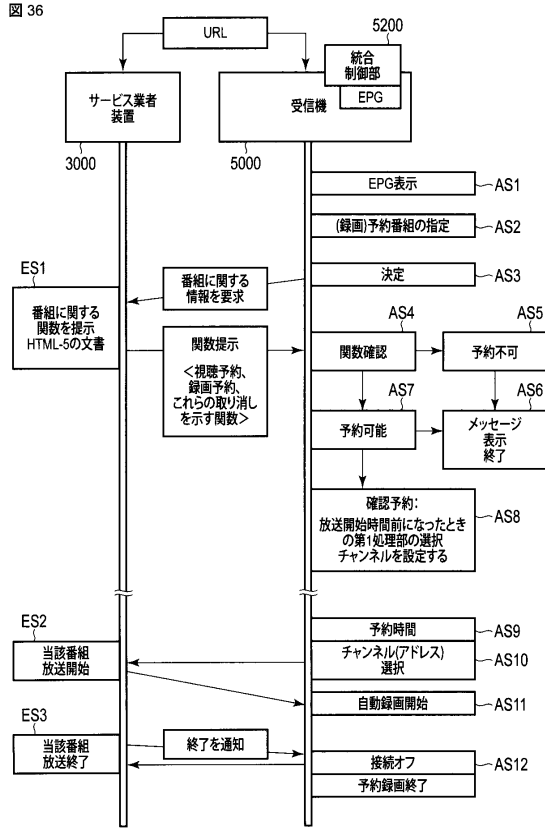 図 36
URL
5200
統合
制御部
EPG
サービス業者
装置
受信機
3000
5000
EPG表示
AS1
(録画)予約番組の指定
AS2
ES1
番組に関する
情報を要求
決定
AS3
番組に関する
関数を提示
HTML-5の文書
関数提示
<視聴予約、
録画予約、
これらの取り消し
を示す関数>
AS4
関数確認
AS5
予約不可
AS7
予約可能
AS6
メッセージ
表示
終了
確認予約:
放送開始時間前になったとき
の第1処理部の選択
チャンネルを設定する
AS8
ES2
当該番組
放送開始
予約時間
AS9
チャンネル(アドレス)
選択
AS10
自動録画開始
AS11
ES3
当該番組
放送終了
終了を通知
接続オフ
AS12
予約録画終了